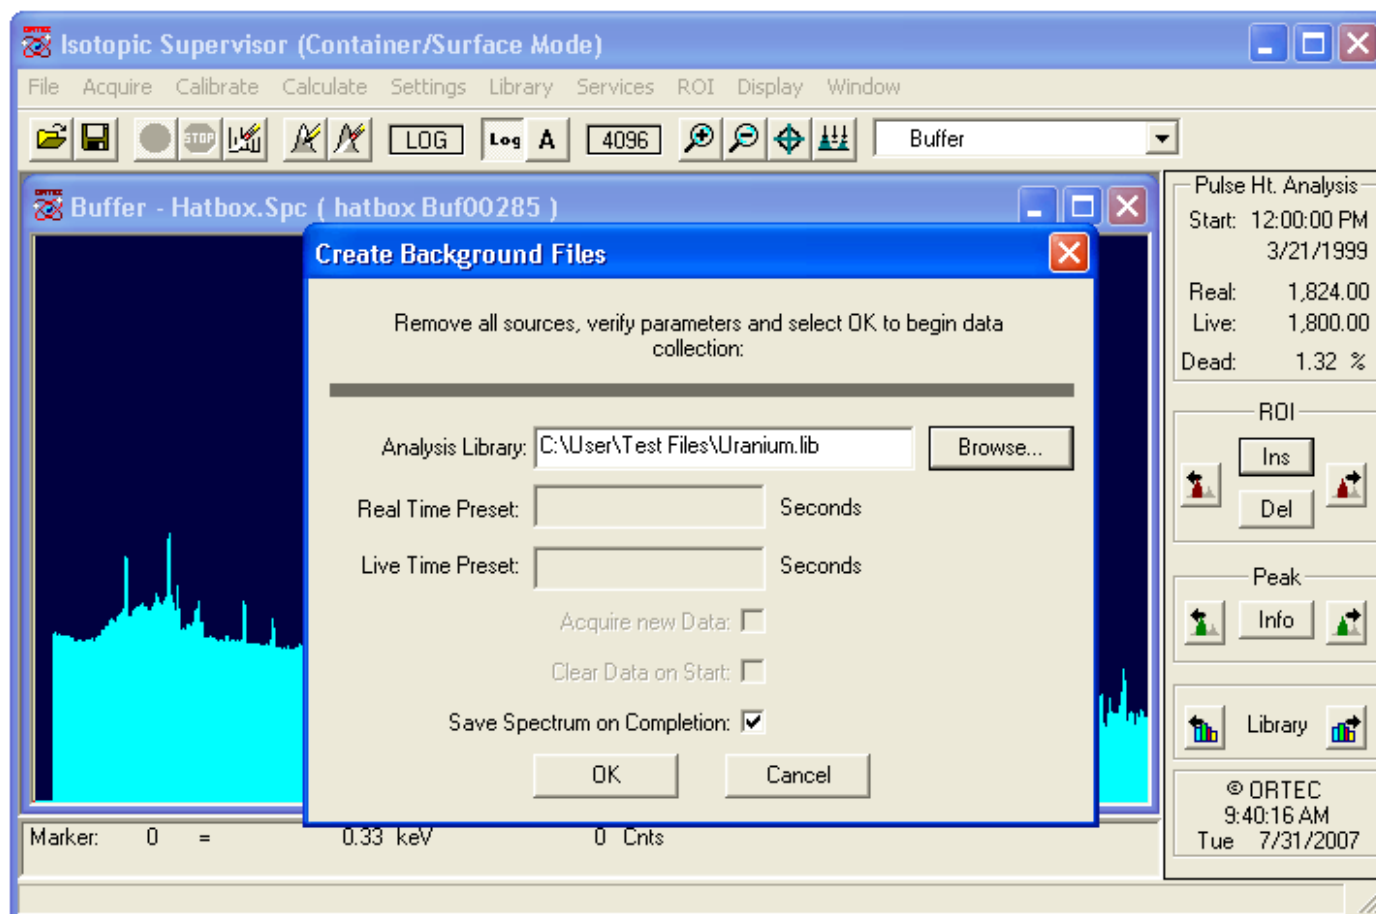 ORTEC
Isotopic Supervisor (Container/Surface Mode)
File Acquire Calibrate Calculate Settings Library Services ROI Display Window
STOP LOG Log A 4096 Buffer
ORTEC
Buffer - Hatbox.Spc ( hatbox Buf00285 )
Create Background Files
Remove all sources, verify parameters and select OK to begin data
collection:
Analysis Library: C:\User\Test Files\Uranium.lib Browse...
Real Time Preset: Seconds
Live Time Preset: Seconds
Acquire new Data:
Clear Data on Start:
Save Spectrum on Completion:
OK Cancel
Marker: 0 = 0.33 keV 0 Cnts
Pulse Ht. Analysis
Start: 12:00:00 PM
3/21/1999
Real: 1,824.00
Live: 1,800.00
Dead: 1.32 %
ROI
Ins
Del
Peak
Info
Library
© ORTEC
9:40:16 AM
Tue 7/31/2007